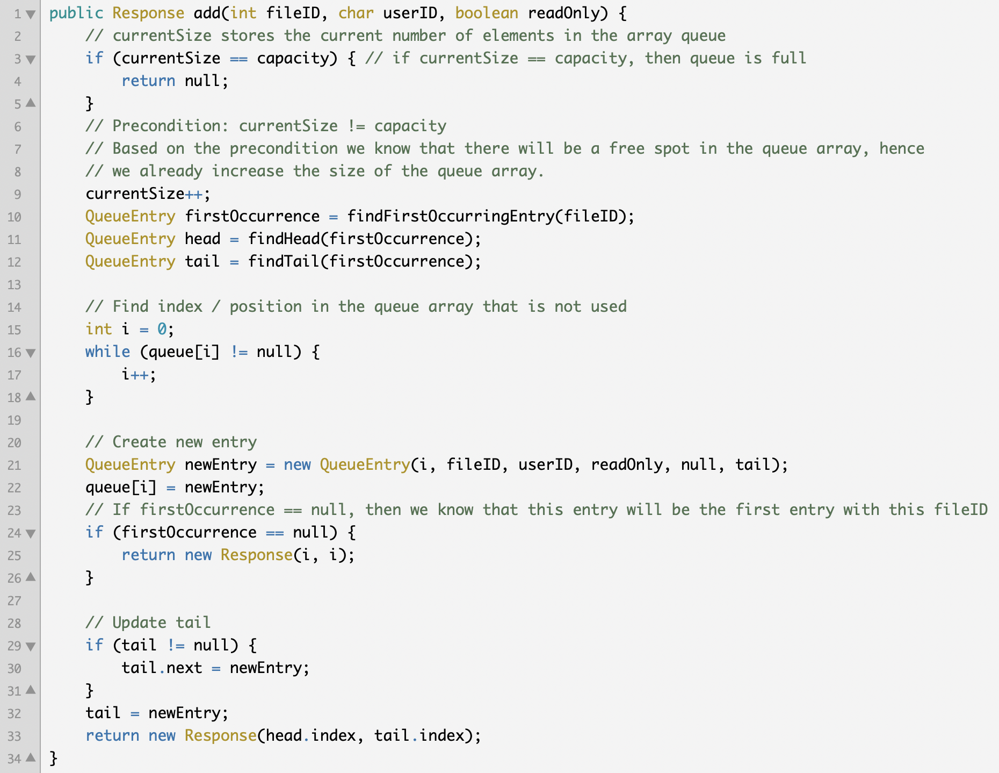 1 public Response add(int fileID, char userID, boolean readOnly) {
2 // currentSize stores the current number of elements in the array queue
3 if (currentSize == capacity) { // if currentSize == capacity, then queue is full
4 return null;
5 }
6 // Precondition: currentSize != capacity
7 // Based on the precondition we know that there will be a free spot in the queue array, hence
8 // we already increase the size of the queue array.
9 currentSize++;
10 QueueEntry firstOccurrence = findFirstOccurringEntry(fileID);
11 QueueEntry head = findHead(firstOccurrence);
12 QueueEntry tail = findTail(firstOccurrence);
13
14 // Find index / position in the queue array that is not used
15 int i = 0;
16 while (queue[i] != null) {
17 i++;
18 }
19
20 // Create new entry
21 QueueEntry newEntry = new QueueEntry(i, fileID, userID, readOnly, null, tail);
22 queue[i] = newEntry;
23 // If firstOccurrence == null, then we know that this entry will be the first entry with this fileID
24 if (firstOccurrence == null) {
25 return new Response(i, i);
26 }
27
28 // Update tail
29 if (tail != null) {
30 tail.next = newEntry;
31 }
32 tail = newEntry;
33 return new Response(head.index, tail.index);
34 }